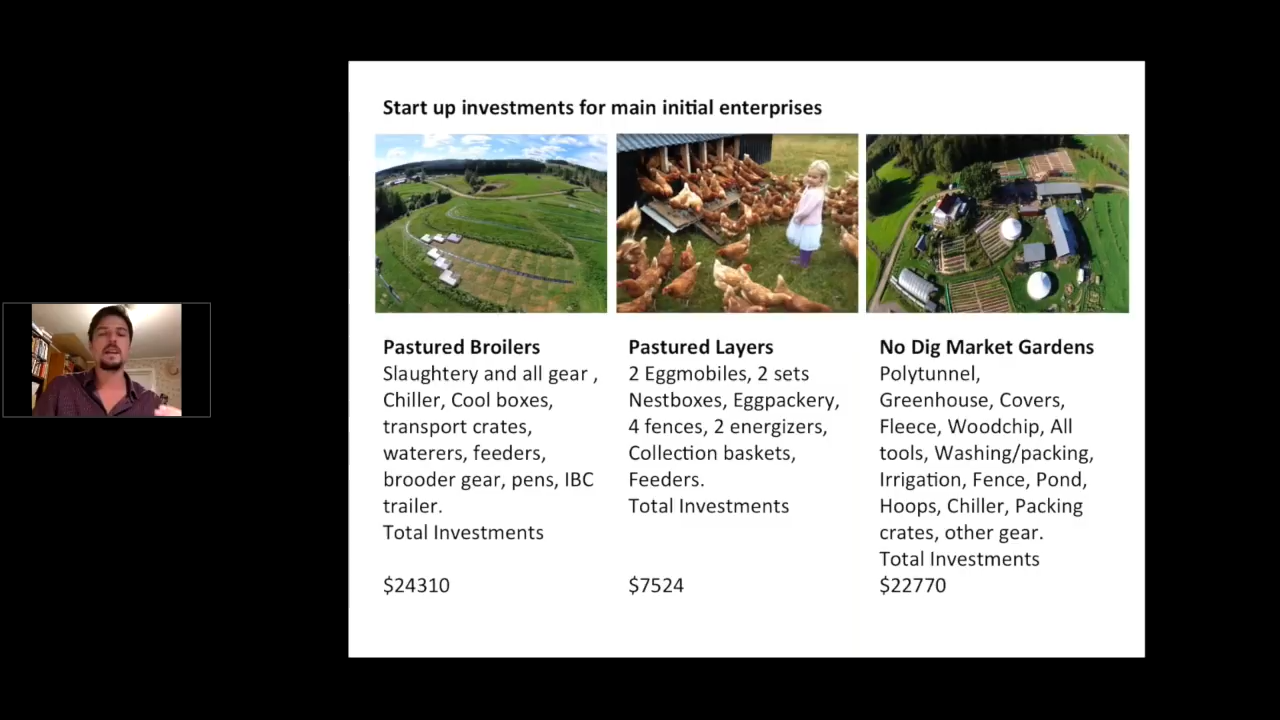 Start up investments for main initial enterprises
Pastured Broilers
Slaughtery and all gear ,
Chiller, Cool boxes,
transport crates,
waterers, feeders,
brooder gear, pens, IBC
trailer.
Total Investments
$24310
Pastured Layers
2 Eggmobiles, 2 sets
Nestboxes, Eggpackery,
4 fences, 2 energizers,
Collection baskets,
Feeders.
Total Investments
$7524
No Dig Market Gardens
Polytunnel,
Greenhouse, Covers,
Fleece, Woodchip, All
tools, Washing/packing,
Irrigation, Fence, Pond,
Hoops, Chiller, Packing
crates, other gear.
Total Investments
$22770